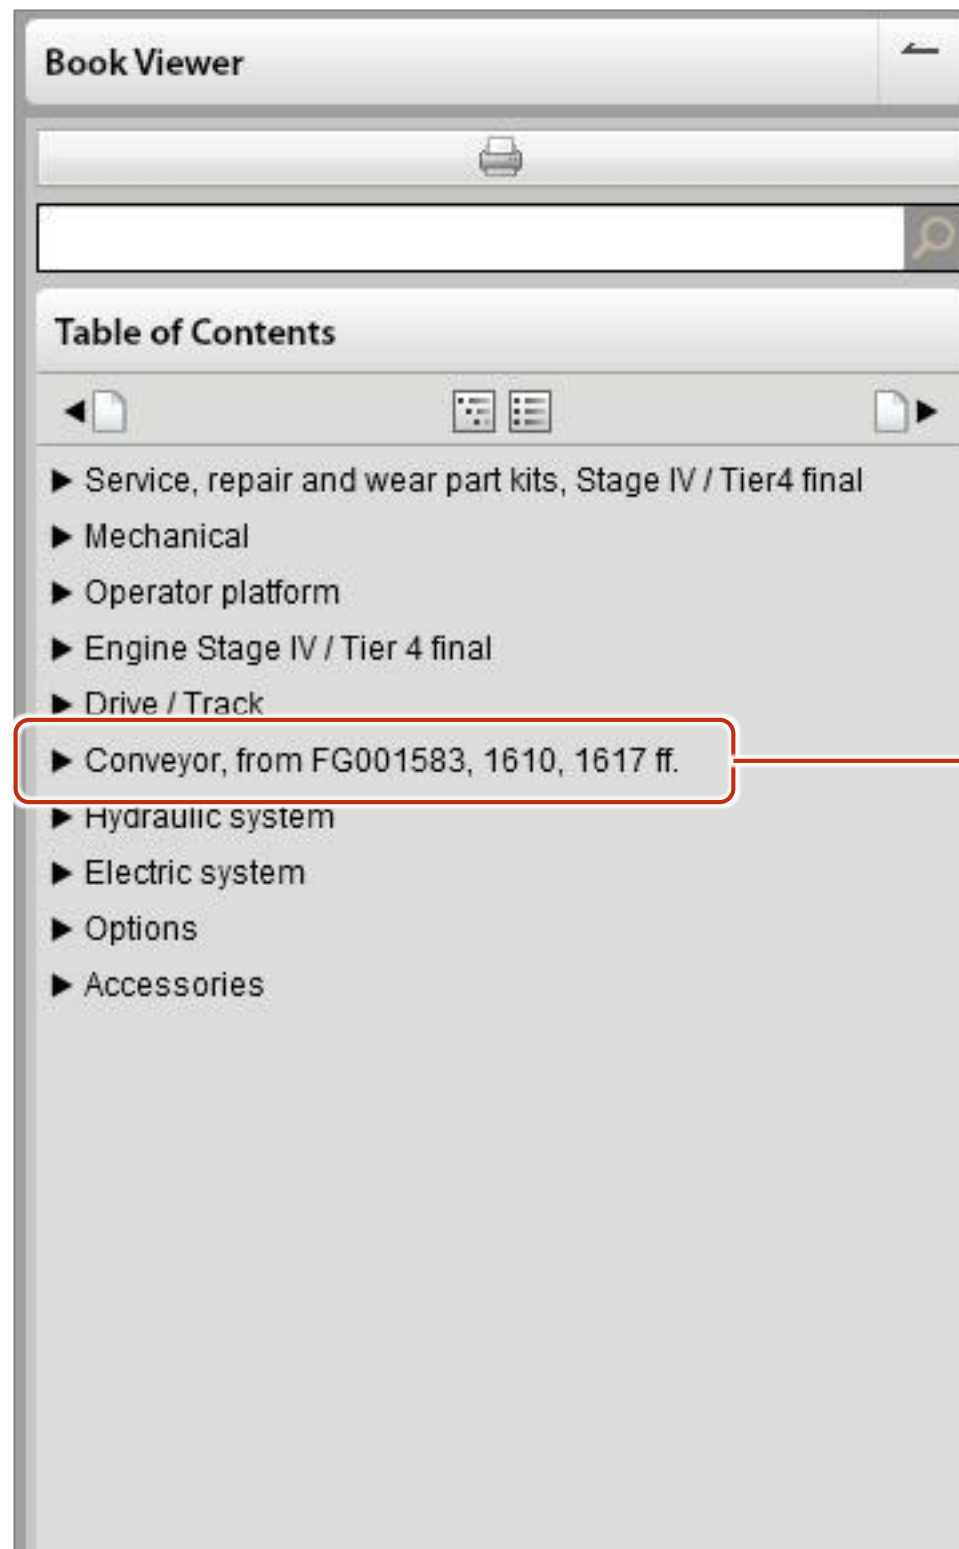 Book Viewer
Table of Contents
Service, repair and wear part kits, Stage IV / Tier4 final
Mechanical
Operator platform
Engine Stage IV / Tier 4 final
Drive / Track
Conveyor, from FG001583, 1610, 1617 ff.
Hydraulic system
Electric system
Options
Accessories